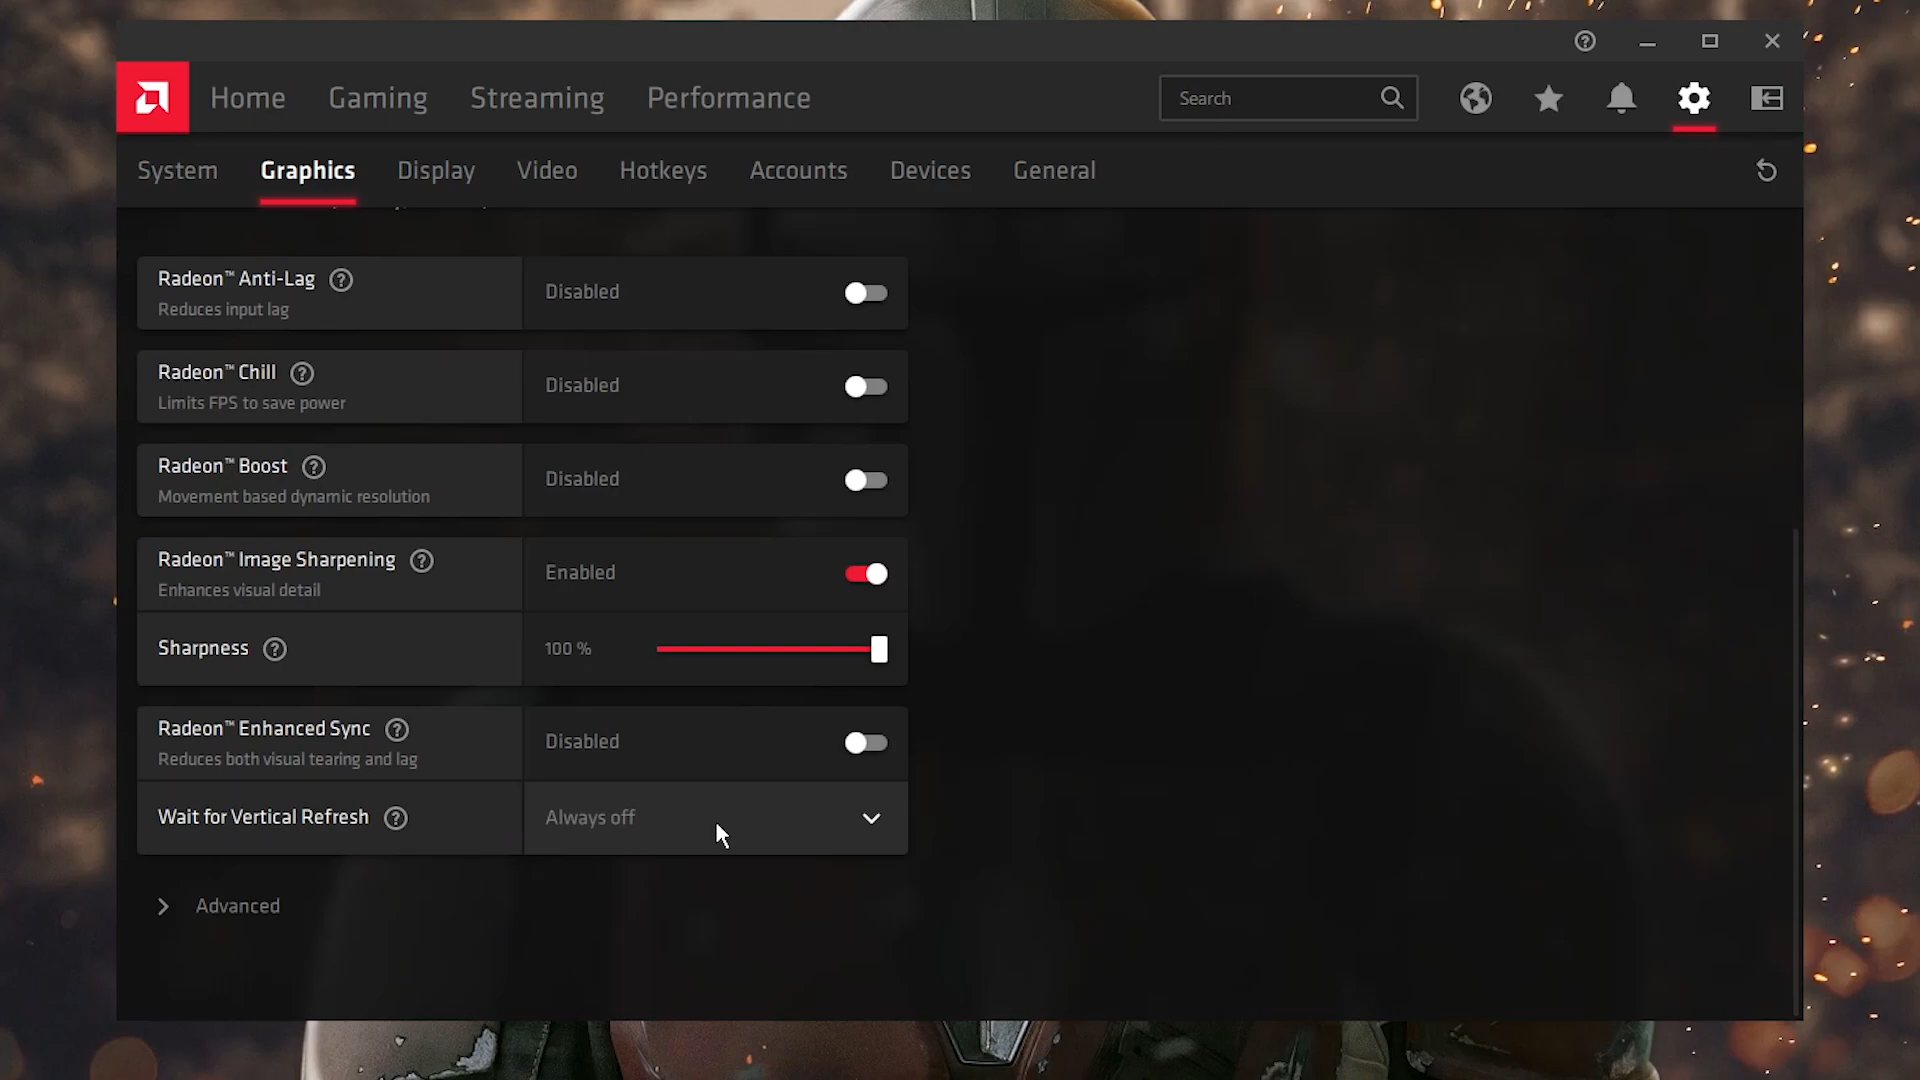 Home Gaming Streaming Performance Search
System Graphics Display Video Hotkeys Accounts Devices General
Radeon™ Anti-Lag
Reduces input lag
Disabled
Radeon™ Chill
Limits FPS to save power
Disabled
Radeon™ Boost
Movement based dynamic resolution
Disabled
Radeon™ Image Sharpening
Enhances visual detail
Enabled
Sharpness
100 %
Radeon™ Enhanced Sync
Reduces both visual tearing and lag
Disabled
Wait for Vertical Refresh
Always off
Advanced